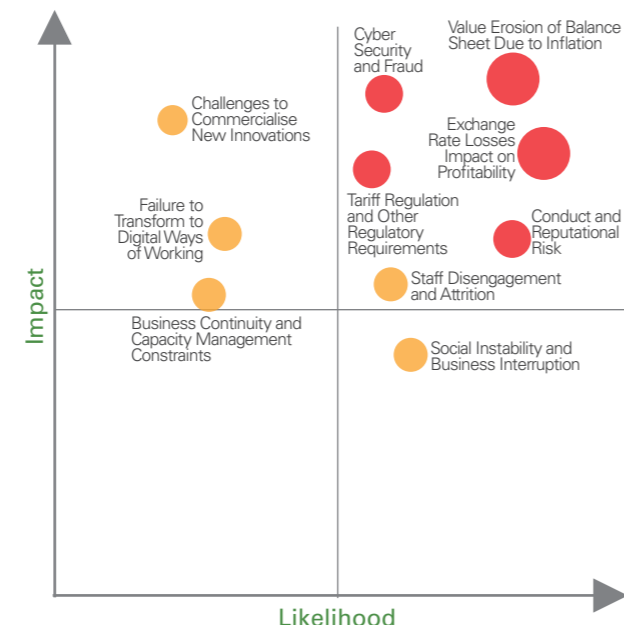 Value Erosion of Balance
Sheet Due to Inflation
Cyber
Security
and Fraud
Challenges to
Commercialise
New Innovations
Exchange
Rate Losses
Impact on
Profitability
Tariff Regulation
and Other
Regulatory
Requirements
Conduct and
Reputational
Risk
Failure to
Transform to
Digital Ways
of Working
Staff Disengagement
and Attrition
Business Continuity and
Capacity Management
Constraints
Social Instability and
Business Interruption
Impact
Likelihood